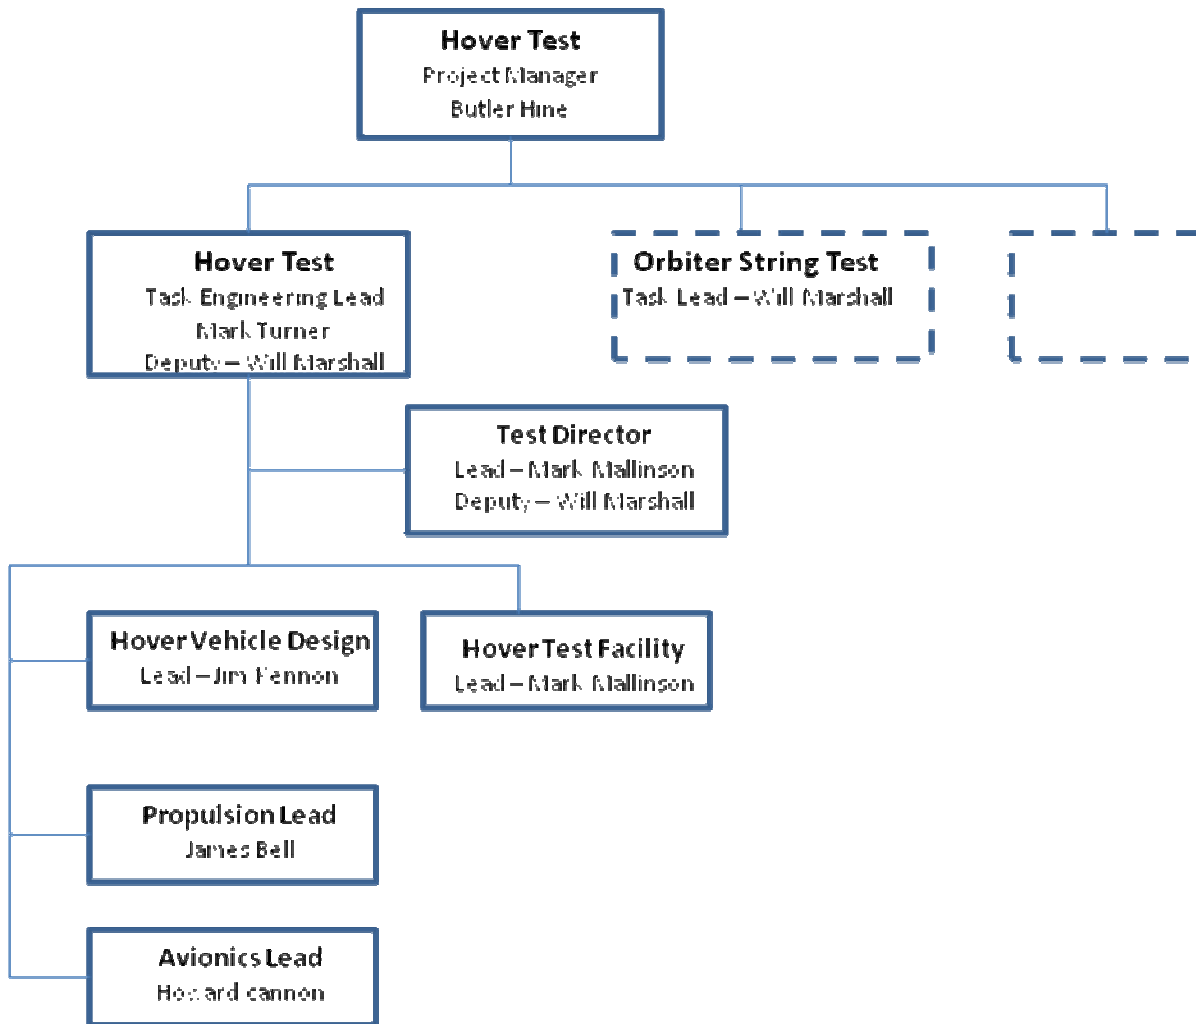 Hover Test
Project Manager
Butler Hine
Hover Test
Task Engineering Lead
Mark Turner
Deputy – Will Marshall
Orbiter String Test
Task Lead – Will Marshall
Test Director
Lead – Mark Mallinson
Deputy – Will Marshall
Hover Vehicle Design
Lead – Jim
Hover Test Facility
Lead – Mark Mallinson
Propulsion Lead
James Bell
Avionics Lead
Howard cannon